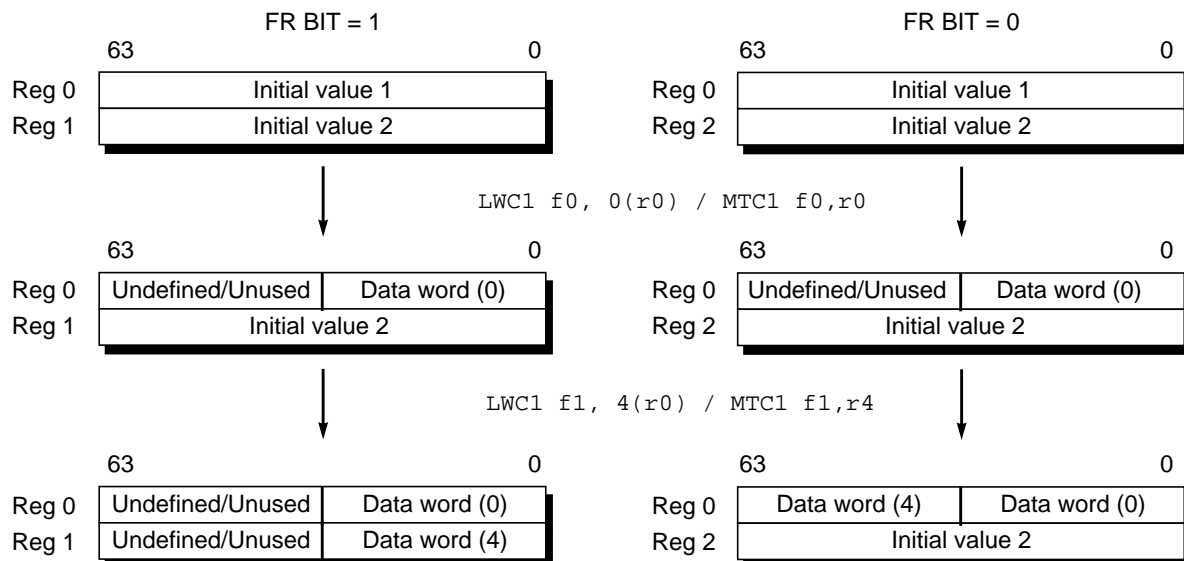 FR BIT = 1 FR BIT = 0
63 0 63 0
Reg 0 Initial value 1 Reg 0 Initial value 1
Reg 1 Initial value 2 Reg 2 Initial value 2
LWC1 f0, 0(r0) / MTC1 f0,r0
63 0 63 0
Reg 0 Undefined/Unused Data word (0) Reg 0 Undefined/Unused Data word (0)
Reg 1 Initial value 2 Reg 2 Initial value 2
LWC1 f1, 4(r0) / MTC1 f1,r4
63 0 63 0
Reg 0 Undefined/Unused Data word (0) Reg 0 Data word (4) Data word (0)
Reg 1 Undefined/Unused Data word (4) Reg 2 Initial value 2